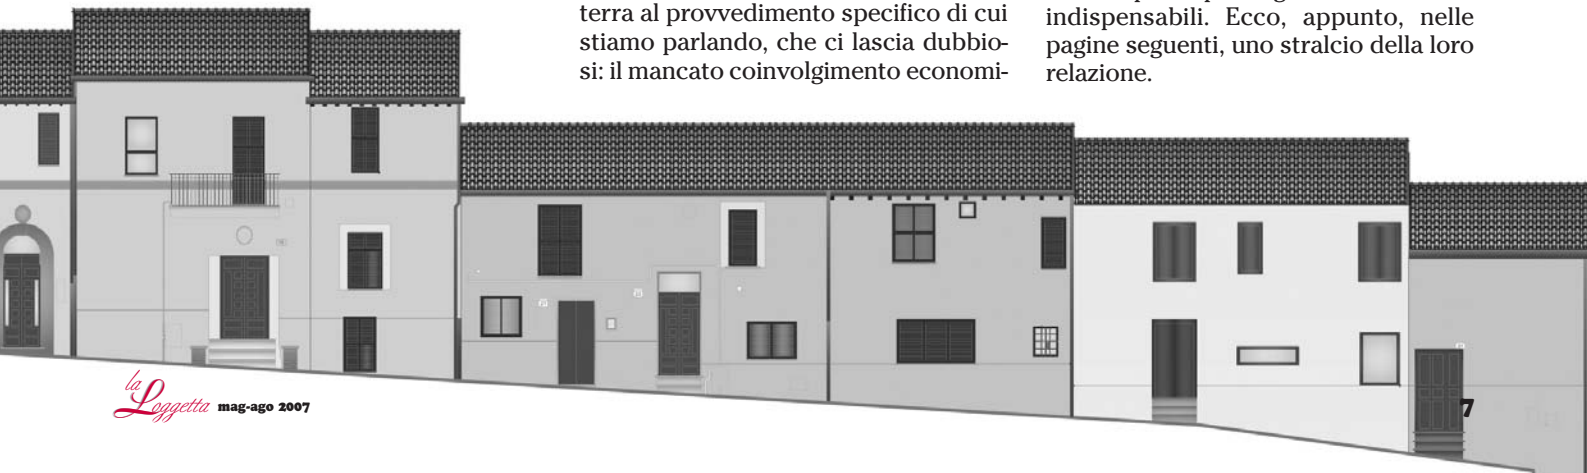 terra al provvedimento specifico di cui
stiamo parlando, che ci lascia dubbio-
si: il mancato coinvolgimento economi-
indispensabili. Ecco, appunto, nelle
pagine seguenti, uno stralcio della loro
relazione.
la Loggetta mag-ago 2007
7